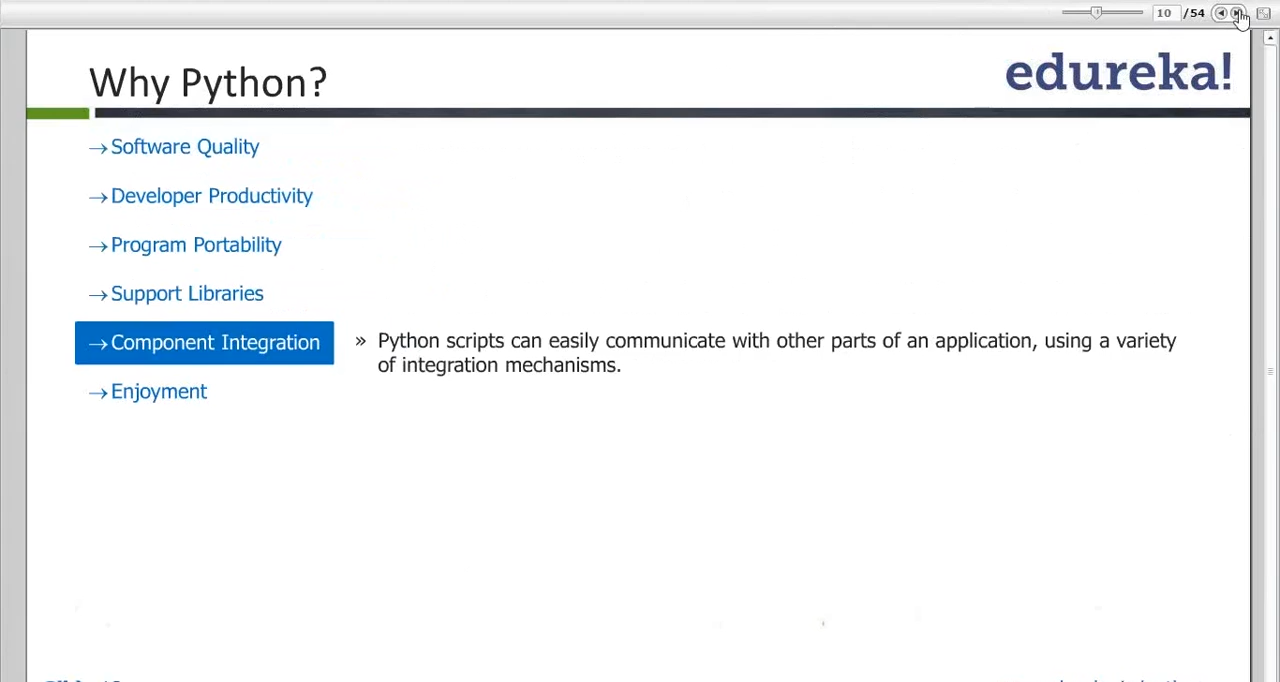 10 /54
Why Python?
edureka!
→Software Quality
→Developer Productivity
→Program Portability
→Support Libraries
→Component Integration
» Python scripts can easily communicate with other parts of an application, using a variety
of integration mechanisms.
→Enjoyment